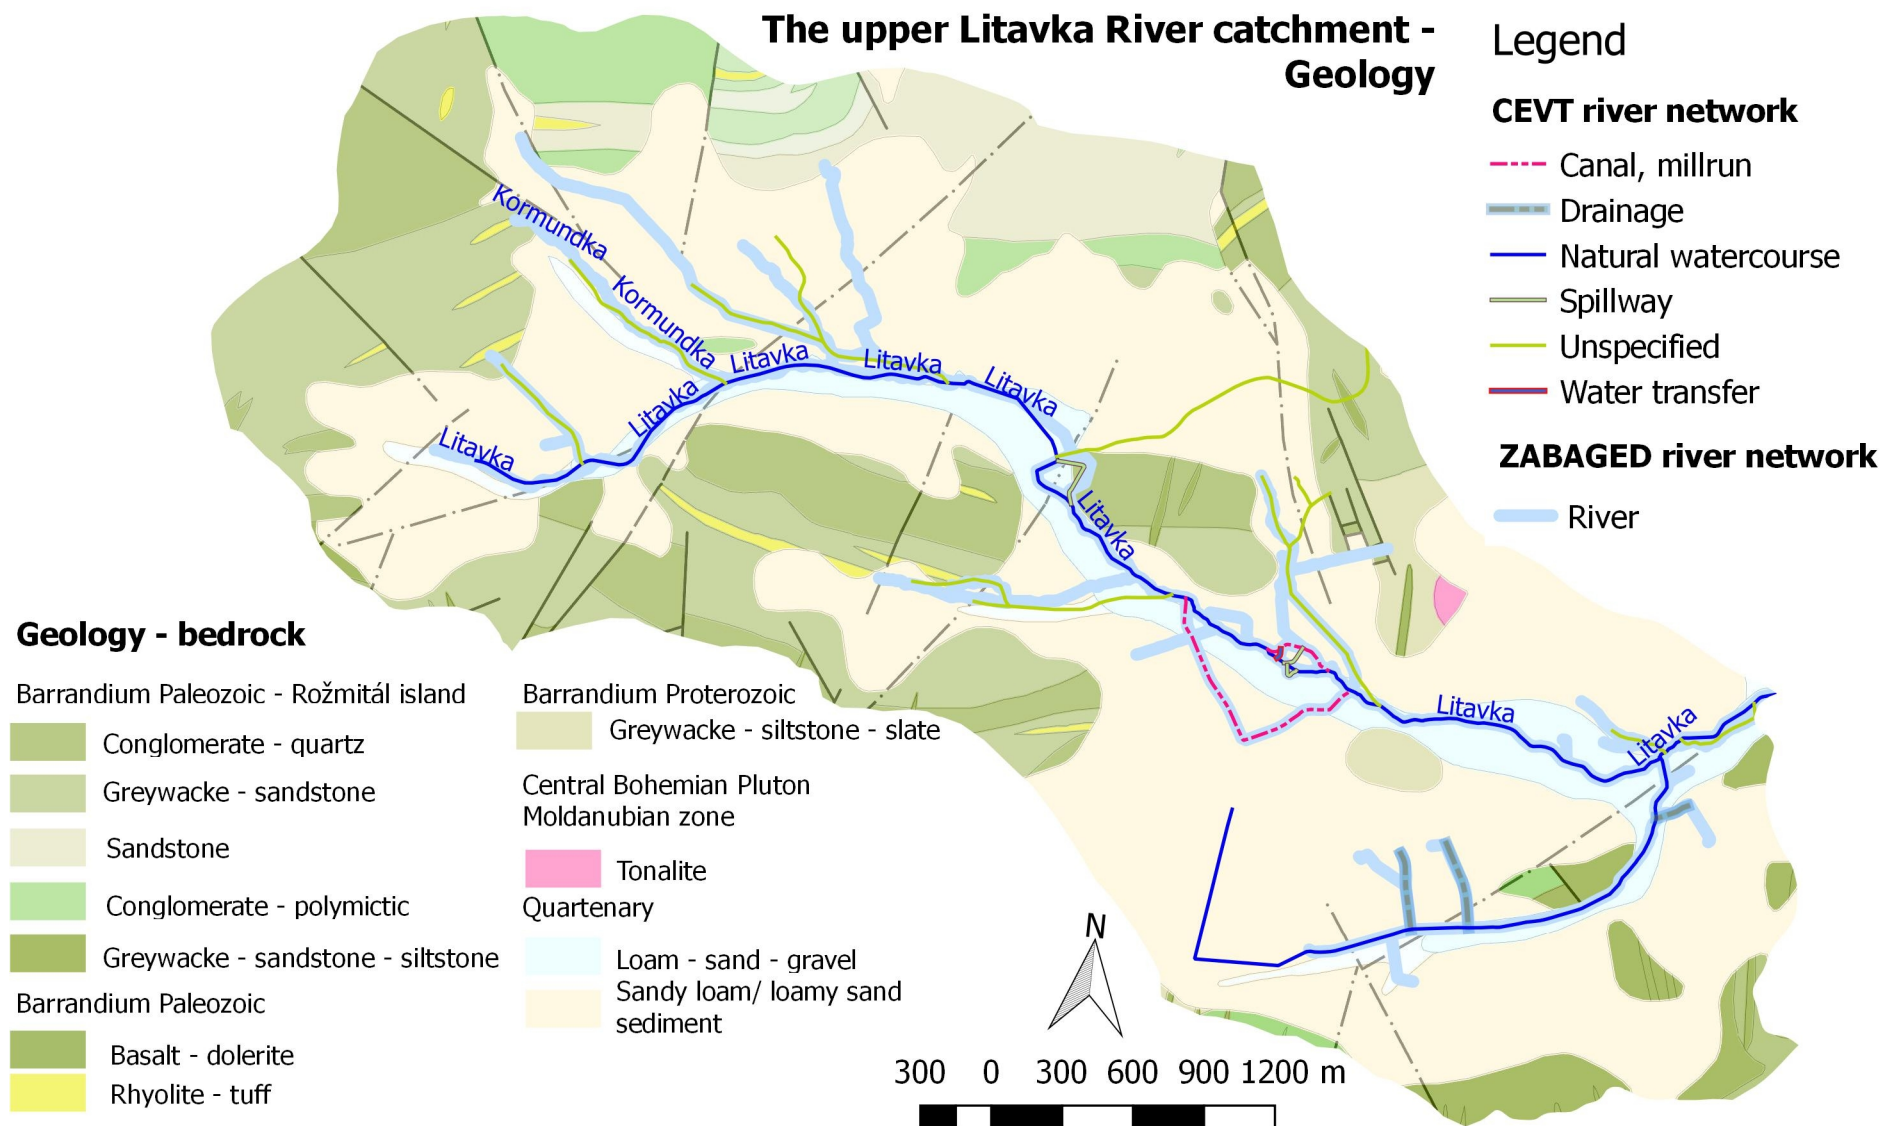 The upper Litavka River catchment -
Geology
Legend
CEVT river network
Canal, millrun
Drainage
Natural watercourse
Spillway
Unspecified
Water transfer
ZABAGED river network
River
Kormundka
Kormundka
Litavka
Litavka
Litavka
Litavka
Litavka
Litavka
Litavka
Litavka
Geology - bedrock
Barrandium Paleozoic - Rožmitál island
Conglomerate - quartz
Greywacke - sandstone
Sandstone
Conglomerate - polymictic
Greywacke - sandstone - siltstone
Barrandium Paleozoic
Basalt - dolerite
Rhyolite - tuff
Barrandium Proterozoic
Greywacke - siltstone - slate
Central Bohemian Pluton
Moldanubian zone
Tonalite
Quartenary
Loam - sand - gravel
Sandy loam/ loamy sand
sediment
N
300 0 300 600 900 1200 m